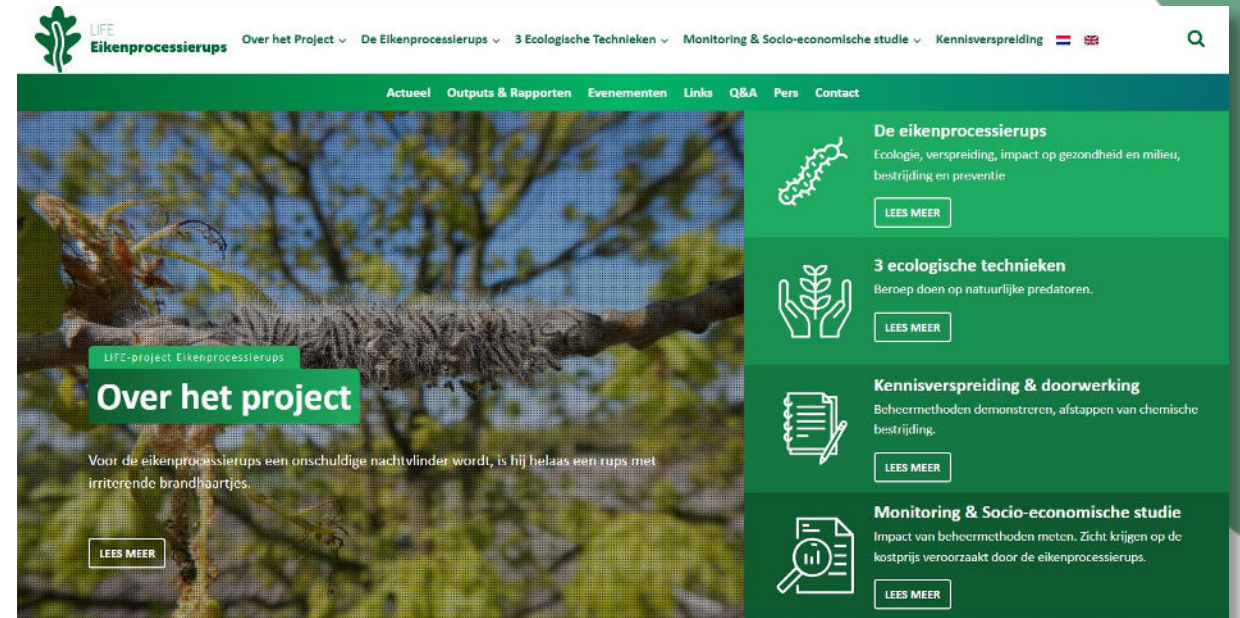 LIFE
Eikenprocessierups
Over het Project
De Eikenprocessierups
3 Ecologische Technieken
Monitoring & Socio-economische studie
Kennisverspreiding
Actueel Outputs & Rapporten Evenementen Links Q&A Pers Contact
LIFE-project Eikenprocessierups
Over het project
Voor de eikenprocessierups een onschuldige nachtvlinder wordt, is hij helaas een rups met
irriterende brandhaartjes.
LEES MEER
De eikenprocessierups
Ecologie, verspreiding, impact op gezondheid en milieu,
bestrijding en preventie
LEES MEER
3 ecologische technieken
Beroep doen op natuurlijke predatoren.
LEES MEER
Kennisverspreiding & doorwerking
Beheermethoden demonstreren, afstappen van chemische
bestrijding.
LEES MEER
Monitoring & Socio-economische studie
Impact van beheermethoden meten. Zicht krijgen op de
kostprijs veroorzaakt door de eikenprocessierups.
LEES MEER